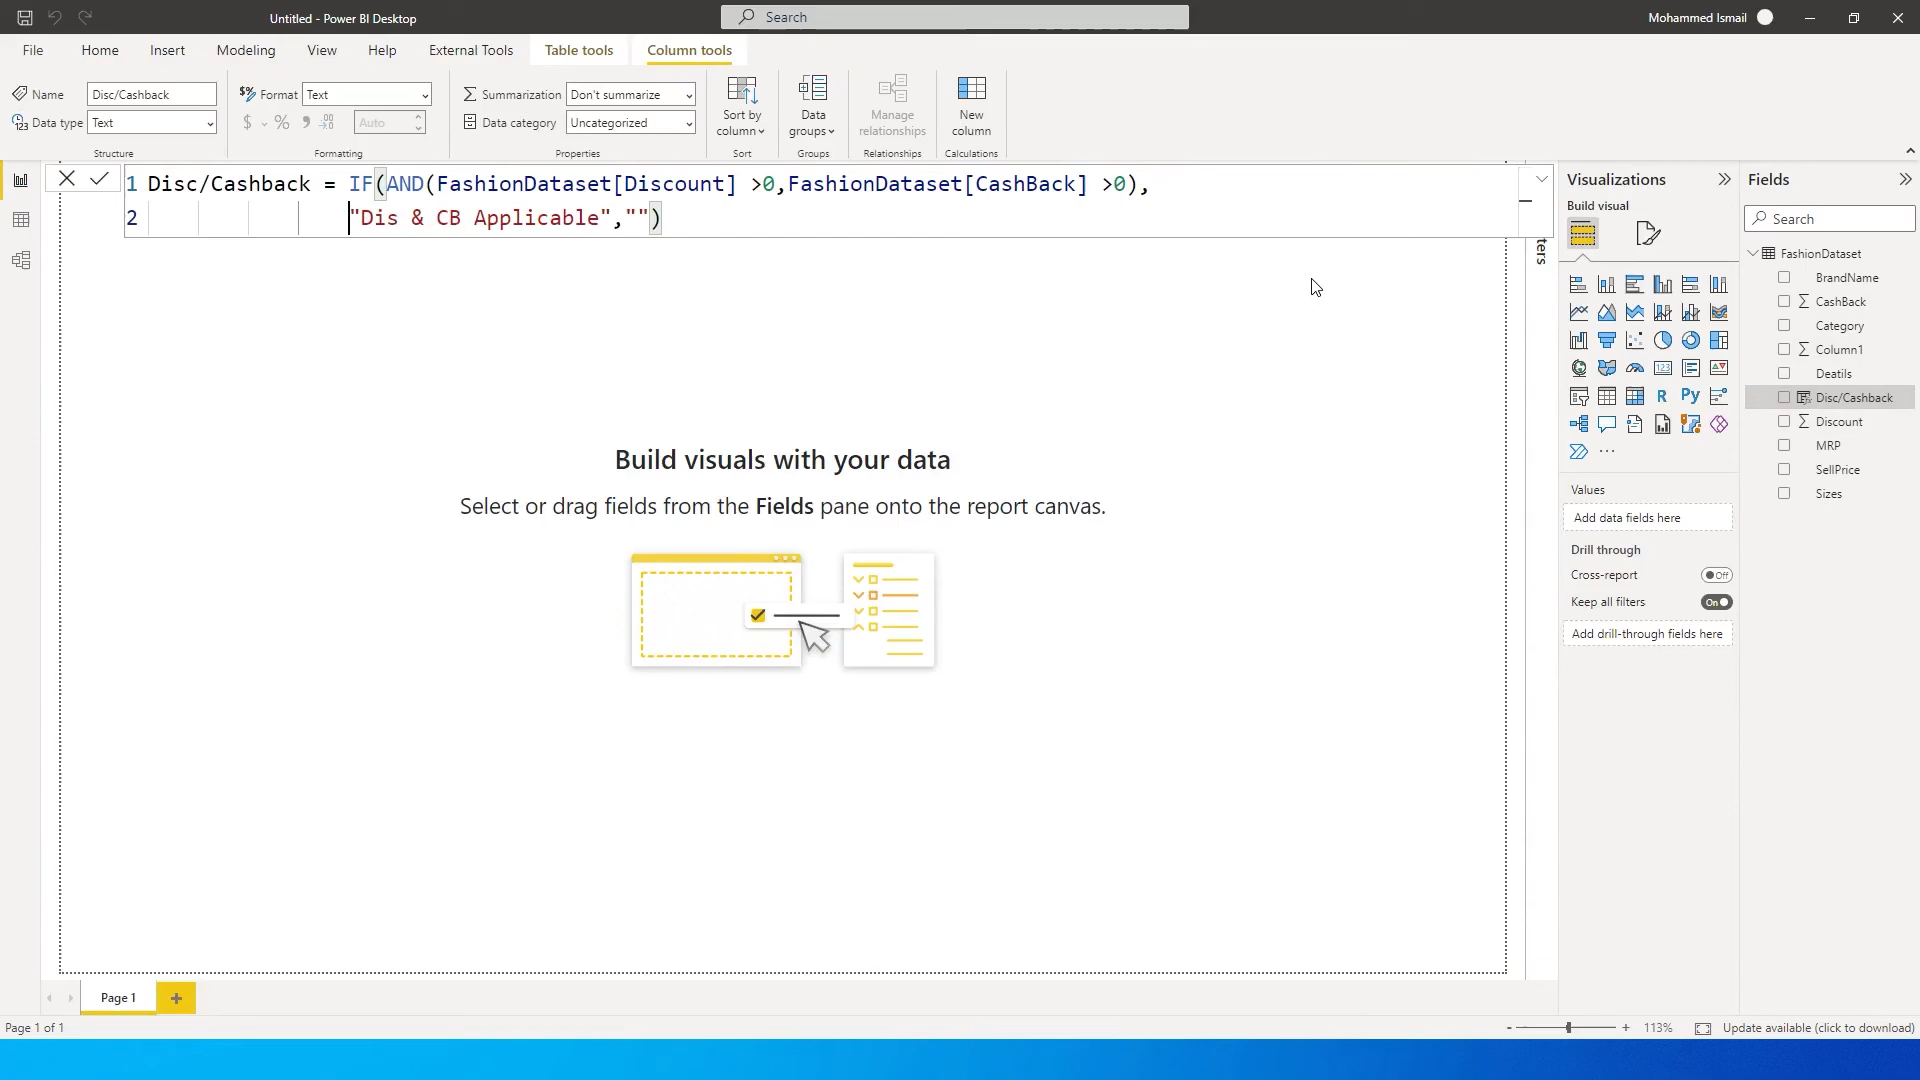 Untitled - Power BI Desktop
Search
Mohammed Ismail
File
Home
Insert
Modeling
View
Help
External Tools
Table tools
Column tools
Name
Disc/Cashback
Data type
Text
Structure
Format
Text
$
%
Auto
Formatting
Summarization
Don't summarize
Data category
Uncategorized
Properties
Sort by
column
Sort
Data
groups
Groups
Manage
relationships
Relationships
New
column
Calculations
1 Disc/Cashback = IF(AND(FashionDataset[Discount] >0,FashionDataset[CashBack] >0),
2 "Dis & CB Applicable","")
Build visuals with your data
Select or drag fields from the Fields pane onto the report canvas.
ters
Visualizations
Build visual
123
R
Py
Values
Add data fields here
Drill through
Cross-report
Off
Keep all filters
On
Add drill-through fields here
Fields
Search
FashionDataset
BrandName
CashBack
Category
Column1
Deatils
Disc/Cashback
Discount
MRP
SellPrice
Sizes
Page 1
Page 1 of 1
113%
Update available (click to download)